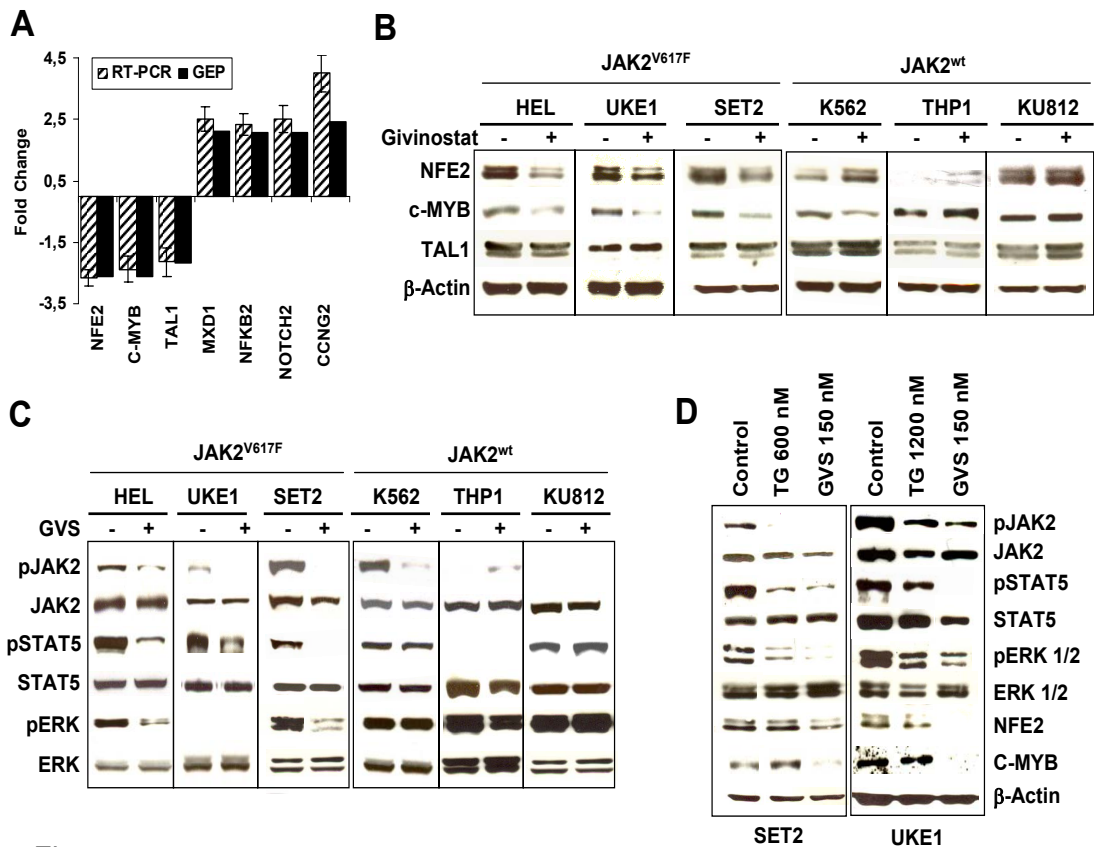 A
Fold Change
4,5
2,5
0,5
-1,5
-3,5
RT-PCR GEP
NFE2
C-MYB
TAL1
MXD1
NFKB2
NOTCH2
CCNG2
B
JAK2V617F JAK2wt
HEL UKE1 SET2 K562 THP1 KU812
Givinostat - + - + - + - + - + - +
NFE2
c-MYB
TAL1
β-Actin
C
JAK2V617F JAK2wt
HEL UKE1 SET2 K562 THP1 KU812
GVS - + - + - + - + - + - +
pJAK2
JAK2
pSTAT5
STAT5
pERK
ERK
D
Control
TG 600 nM
GVS 150 nM
Control
TG 1200 nM
GVS 150 nM
pJAK2
JAK2
pSTAT5
STAT5
pERK 1/2
ERK 1/2
NFE2
C-MYB
β-Actin
SET2 UKE1